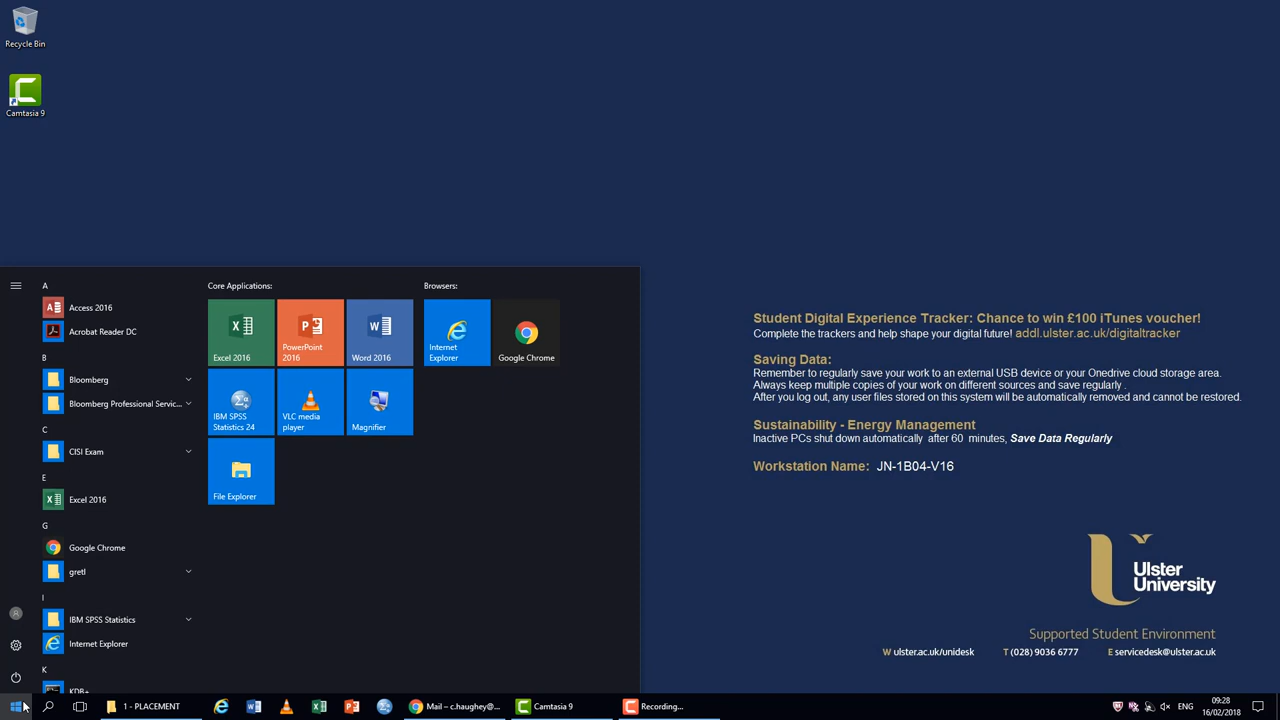 Recycle Bin
Camtasia 9
A
Access 2016
Acrobat Reader DC
B
Bloomberg
Bloomberg Professional Servic...
C
CISI Exam
E
Excel 2016
G
Google Chrome
gretl
I
IBM SPSS Statistics
Internet Explorer
K
KDB+
Core Applications:
Excel 2016
PowerPoint
2016
Word 2016
IBM SPSS
Statistics 24
VLC media
player
Magnifier
File Explorer
Browsers:
Internet
Explorer
Google Chrome
Student Digital Experience Tracker: Chance to win £100 iTunes voucher!
Complete the trackers and help shape your digital future! addl.ulster.ac.uk/digitaltracker
Saving Data:
Remember to regularly save your work to an external USB device or your Onedrive cloud storage area.
Always keep multiple copies of your work on different sources and save regularly .
After you log out, any user files stored on this system will be automatically removed and cannot be restored.
Sustainability - Energy Management
Inactive PCs shut down automatically after 60 minutes, Save Data Regularly
Workstation Name: JN-1B04-V16
Ulster
University
Supported Student Environment
W ulster.ac.uk/unidesk T (028) 9036 6777 E servicedesk@ulster.ac.uk
1 - PLACEMENT
Mail – c.haughey@...
Camtasia 9
Recording...
ENG
09:28
16/02/2018